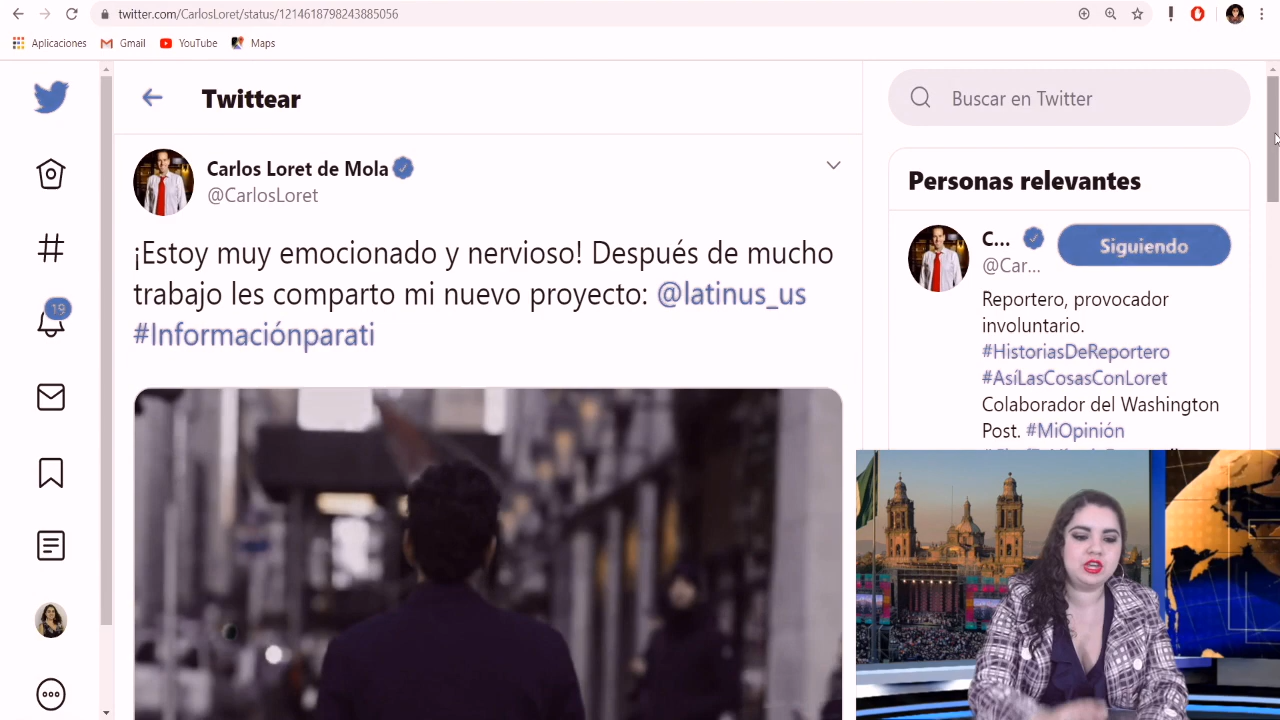 twitter.com/CarlosLoret/status/1214618798243885056
Aplicaciones
Gmail
YouTube
Maps
Twittear
Buscar en Twitter
Carlos Loret de Mola
@CarlosLoret
¡Estoy muy emocionado y nervioso! Después de mucho
trabajo les comparto mi nuevo proyecto: @latinus_us
#Informaciónparati
19
Personas relevantes
C...
@Car...
Siguiendo
Reportero, provocador
involuntario.
#HistoriasDeReportero
#AsíLasCosasConLoret
Colaborador del Washington
Post. #MiOpinión